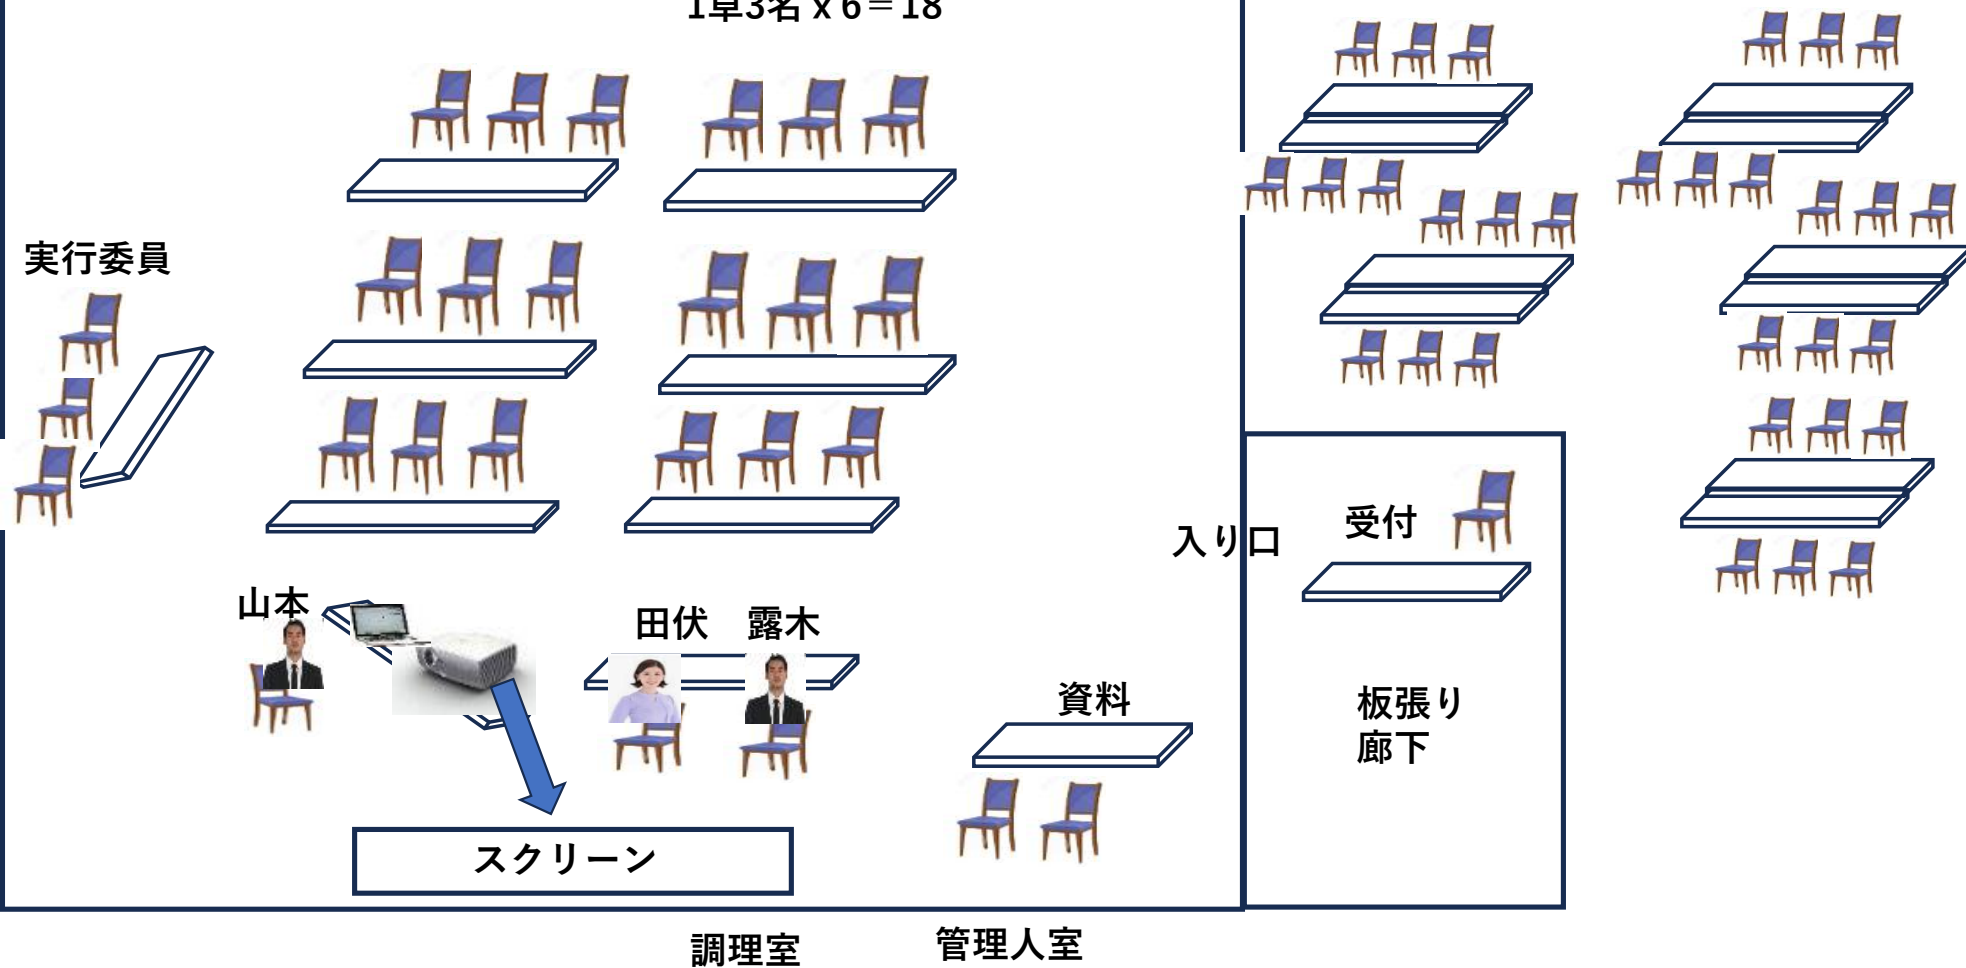 1卓3名 x 6＝18
実行委員
入り口
受付
山本
田伏
露木
資料
板張り
廊下
スクリーン
調理室
管理人室